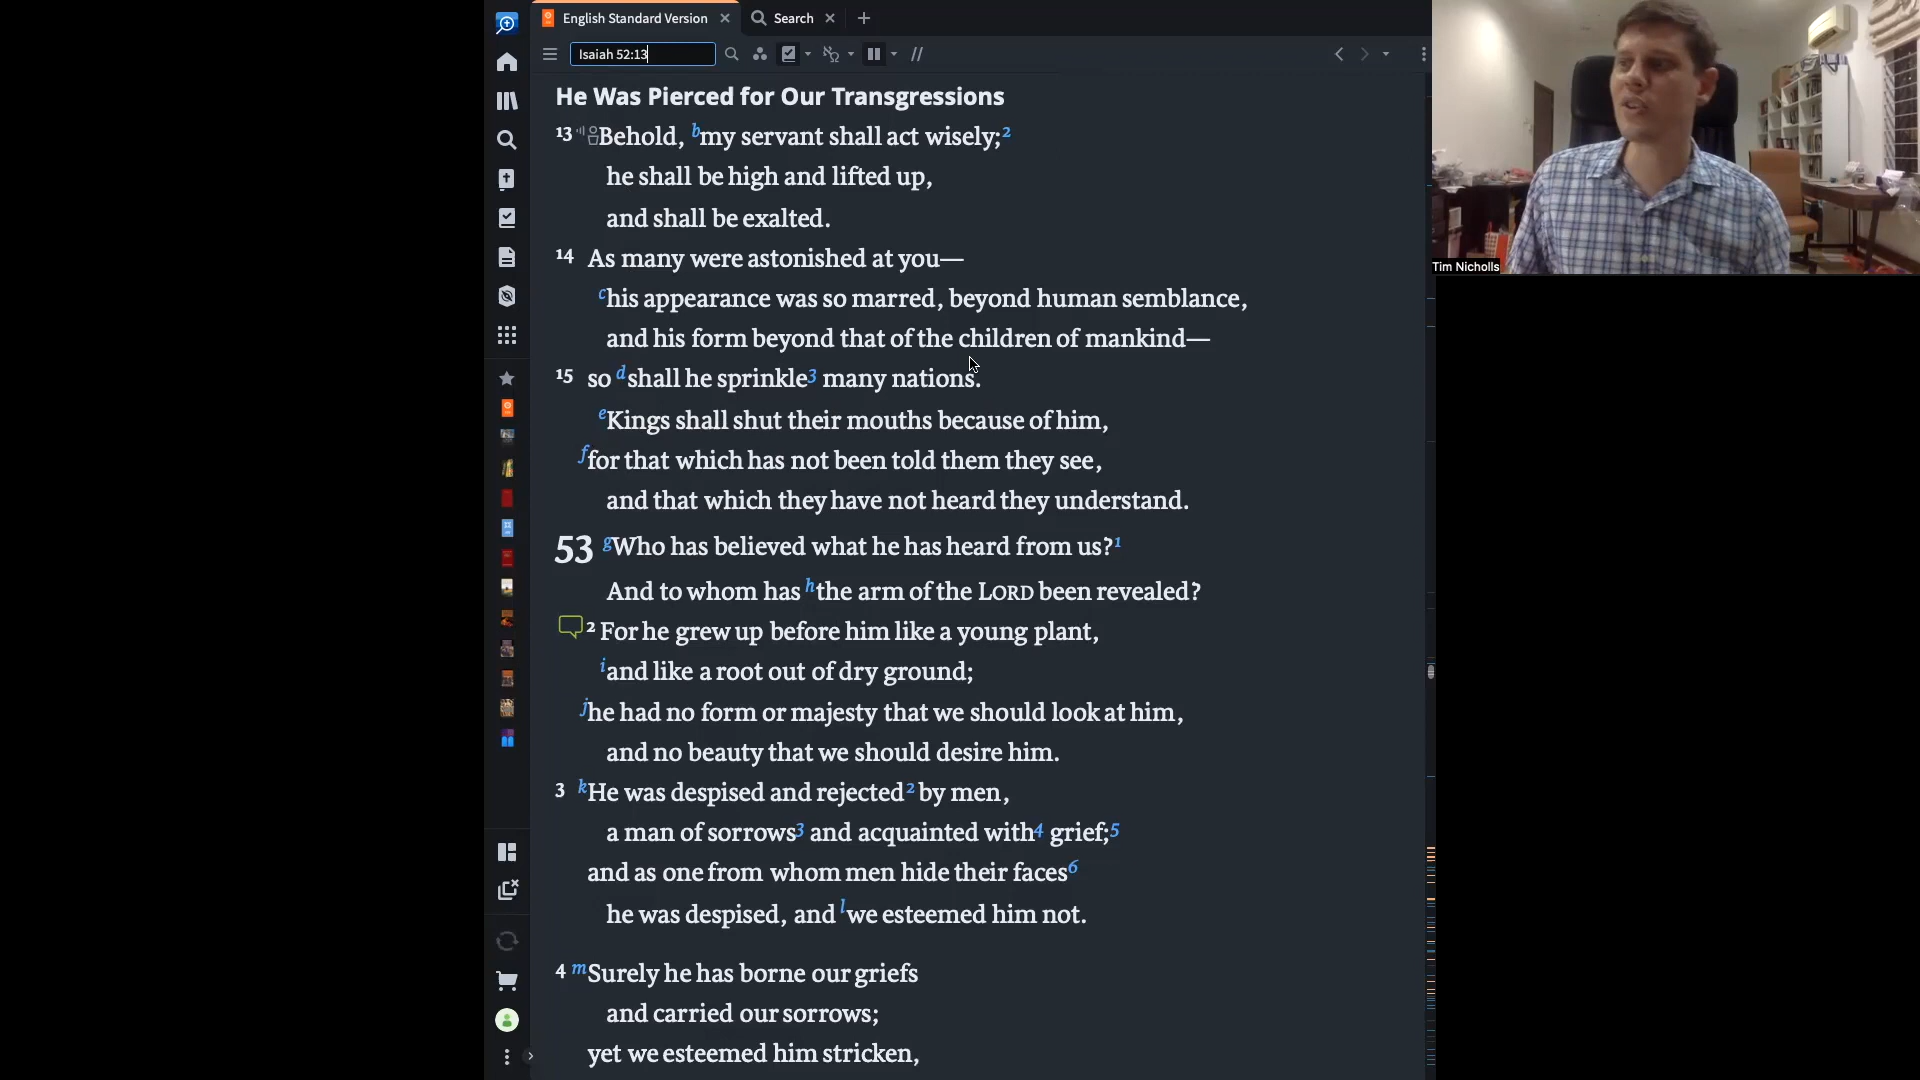 English Standard Version
Search
Isaiah 52:13
He Was Pierced for Our Transgressions
13 Behold, b my servant shall act wisely; 2
he shall be high and lifted up,
and shall be exalted.
14 As many were astonished at you—
c his appearance was so marred, beyond human semblance,
and his form beyond that of the children of mankind—
15 so d shall he sprinkle 3 many nations.
e Kings shall shut their mouths because of him,
f for that which has not been told them they see,
and that which they have not heard they understand.
53 g Who has believed what he has heard from us? 1
And to whom has h the arm of the LORD been revealed?
2 For he grew up before him like a young plant,
i and like a root out of dry ground;
j he had no form or majesty that we should look at him,
and no beauty that we should desire him.
3 k He was despised and rejected 2 by men,
a man of sorrows 3 and acquainted with 4 grief; 5
and as one from whom men hide their faces 6
he was despised, and l we esteemed him not.
4 m Surely he has borne our griefs
and carried our sorrows;
yet we esteemed him stricken,
Tim Nicholls